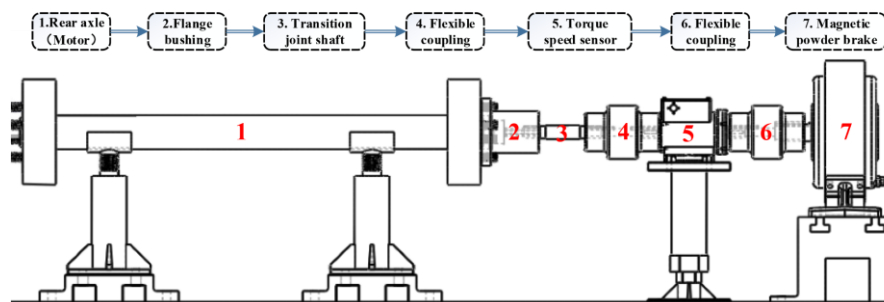 1.Rear axle
（Motor）
2.Flange
bushing
3. Transition
joint shaft
4. Flexible
coupling
5. Torque
speed sensor
6. Flexible
coupling
7. Magnetic
powder brake
1
2
3
4
5
6
7